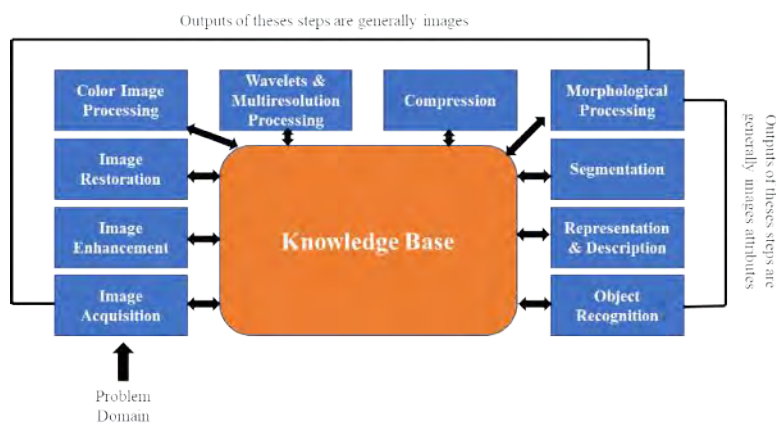 Outputs of theses steps are generally images
Color Image
Processing
Wavelets &
Multiresolution
Processing
Compression
Morphological
Processing
Image
Restoration
Segmentation
Image
Enhancement
Knowledge Base
Representation
& Description
Image
Acquisition
Object
Recognition
Outputs of theses steps are
generally images attributes
Problem
Domain